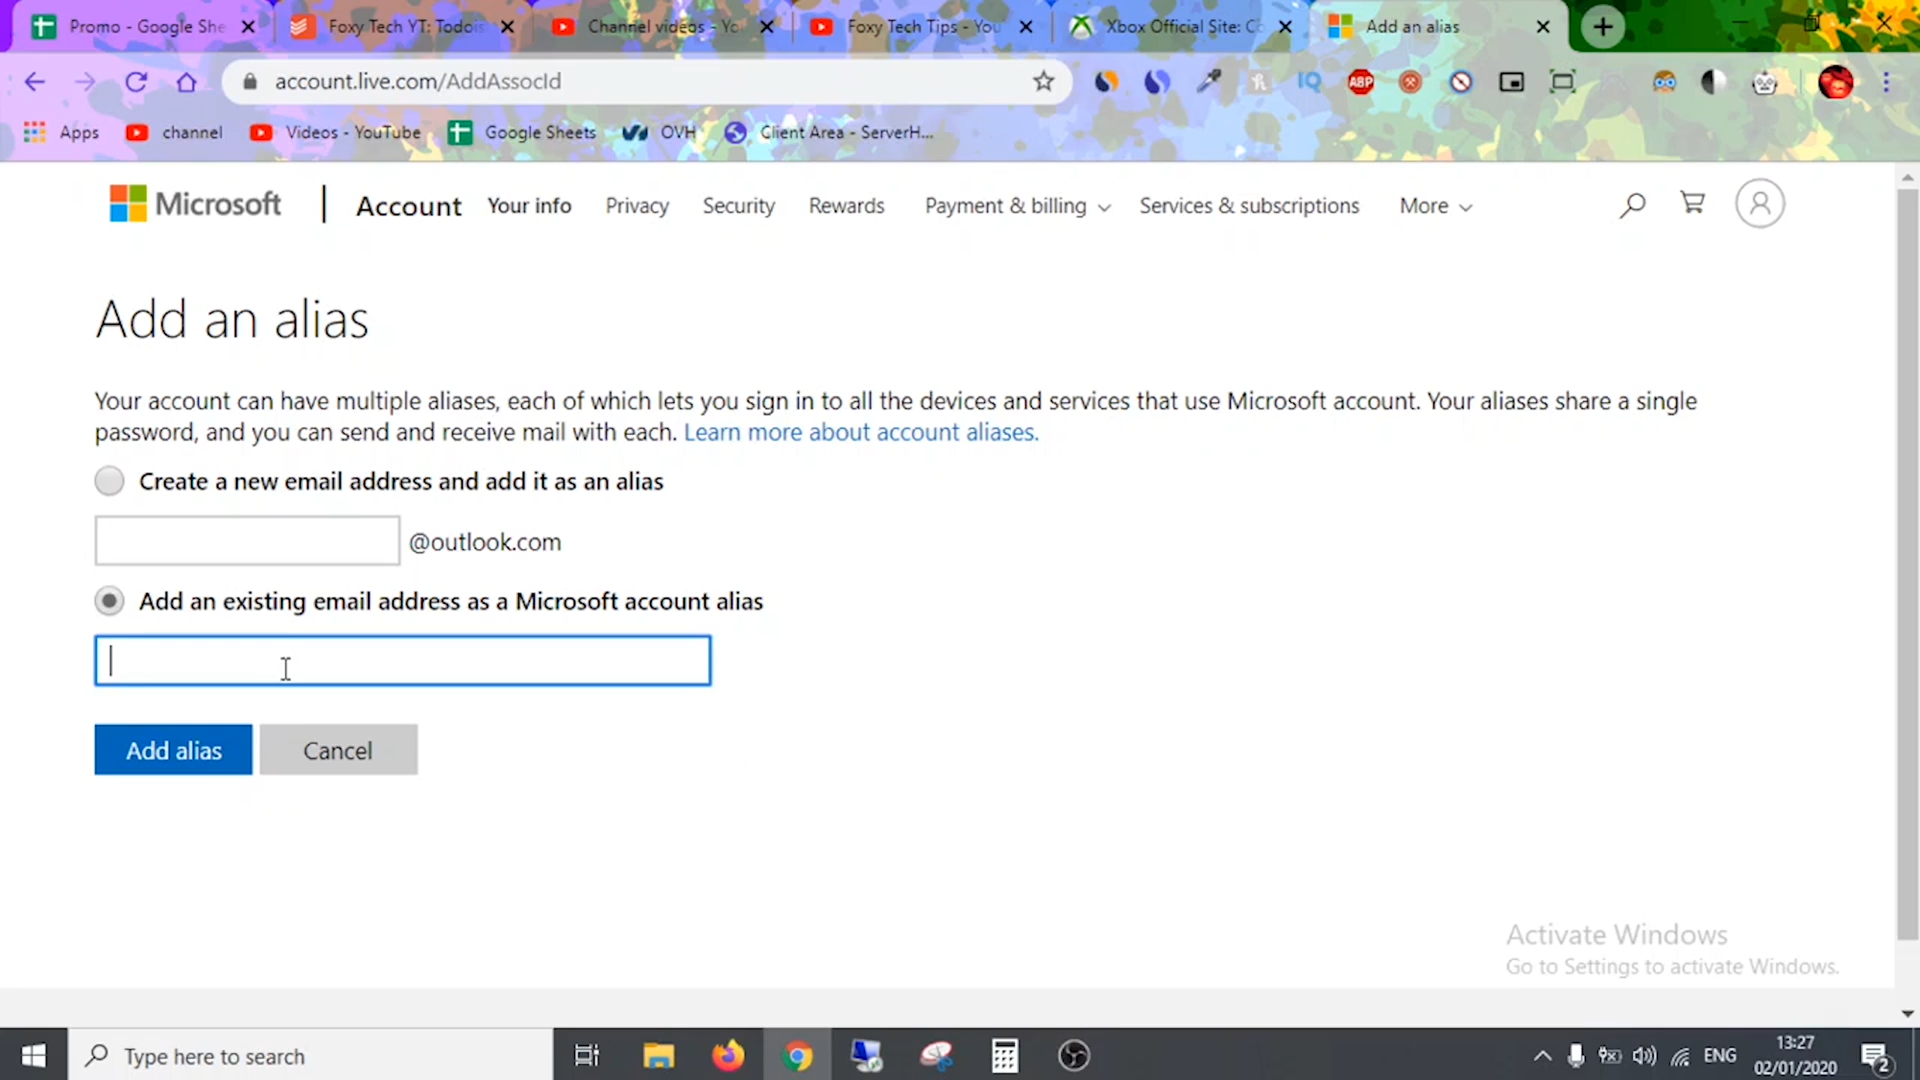 Promo - Google She
Foxy Tech YT: Todois
Channel videos - Yo
Foxy Tech Tips - You
Xbox Official Site: Co
Add an alias
account.live.com/AddAssocId
IQ
ABP
Apps
channel
Videos - YouTube
Google Sheets
OVH
Client Area - ServerH...
Microsoft
Account
Your info
Privacy
Security
Rewards
Payment & billing
Services & subscriptions
More
Add an alias
Your account can have multiple aliases, each of which lets you sign in to all the devices and services that use Microsoft account. Your aliases share a single
password, and you can send and receive mail with each. Learn more about account aliases.
Create a new email address and add it as an alias
@outlook.com
Add an existing email address as a Microsoft account alias
Add alias
Cancel
Activate Windows
Go to Settings to activate Windows.
Type here to search
ENG
13:27
02/01/2020
2